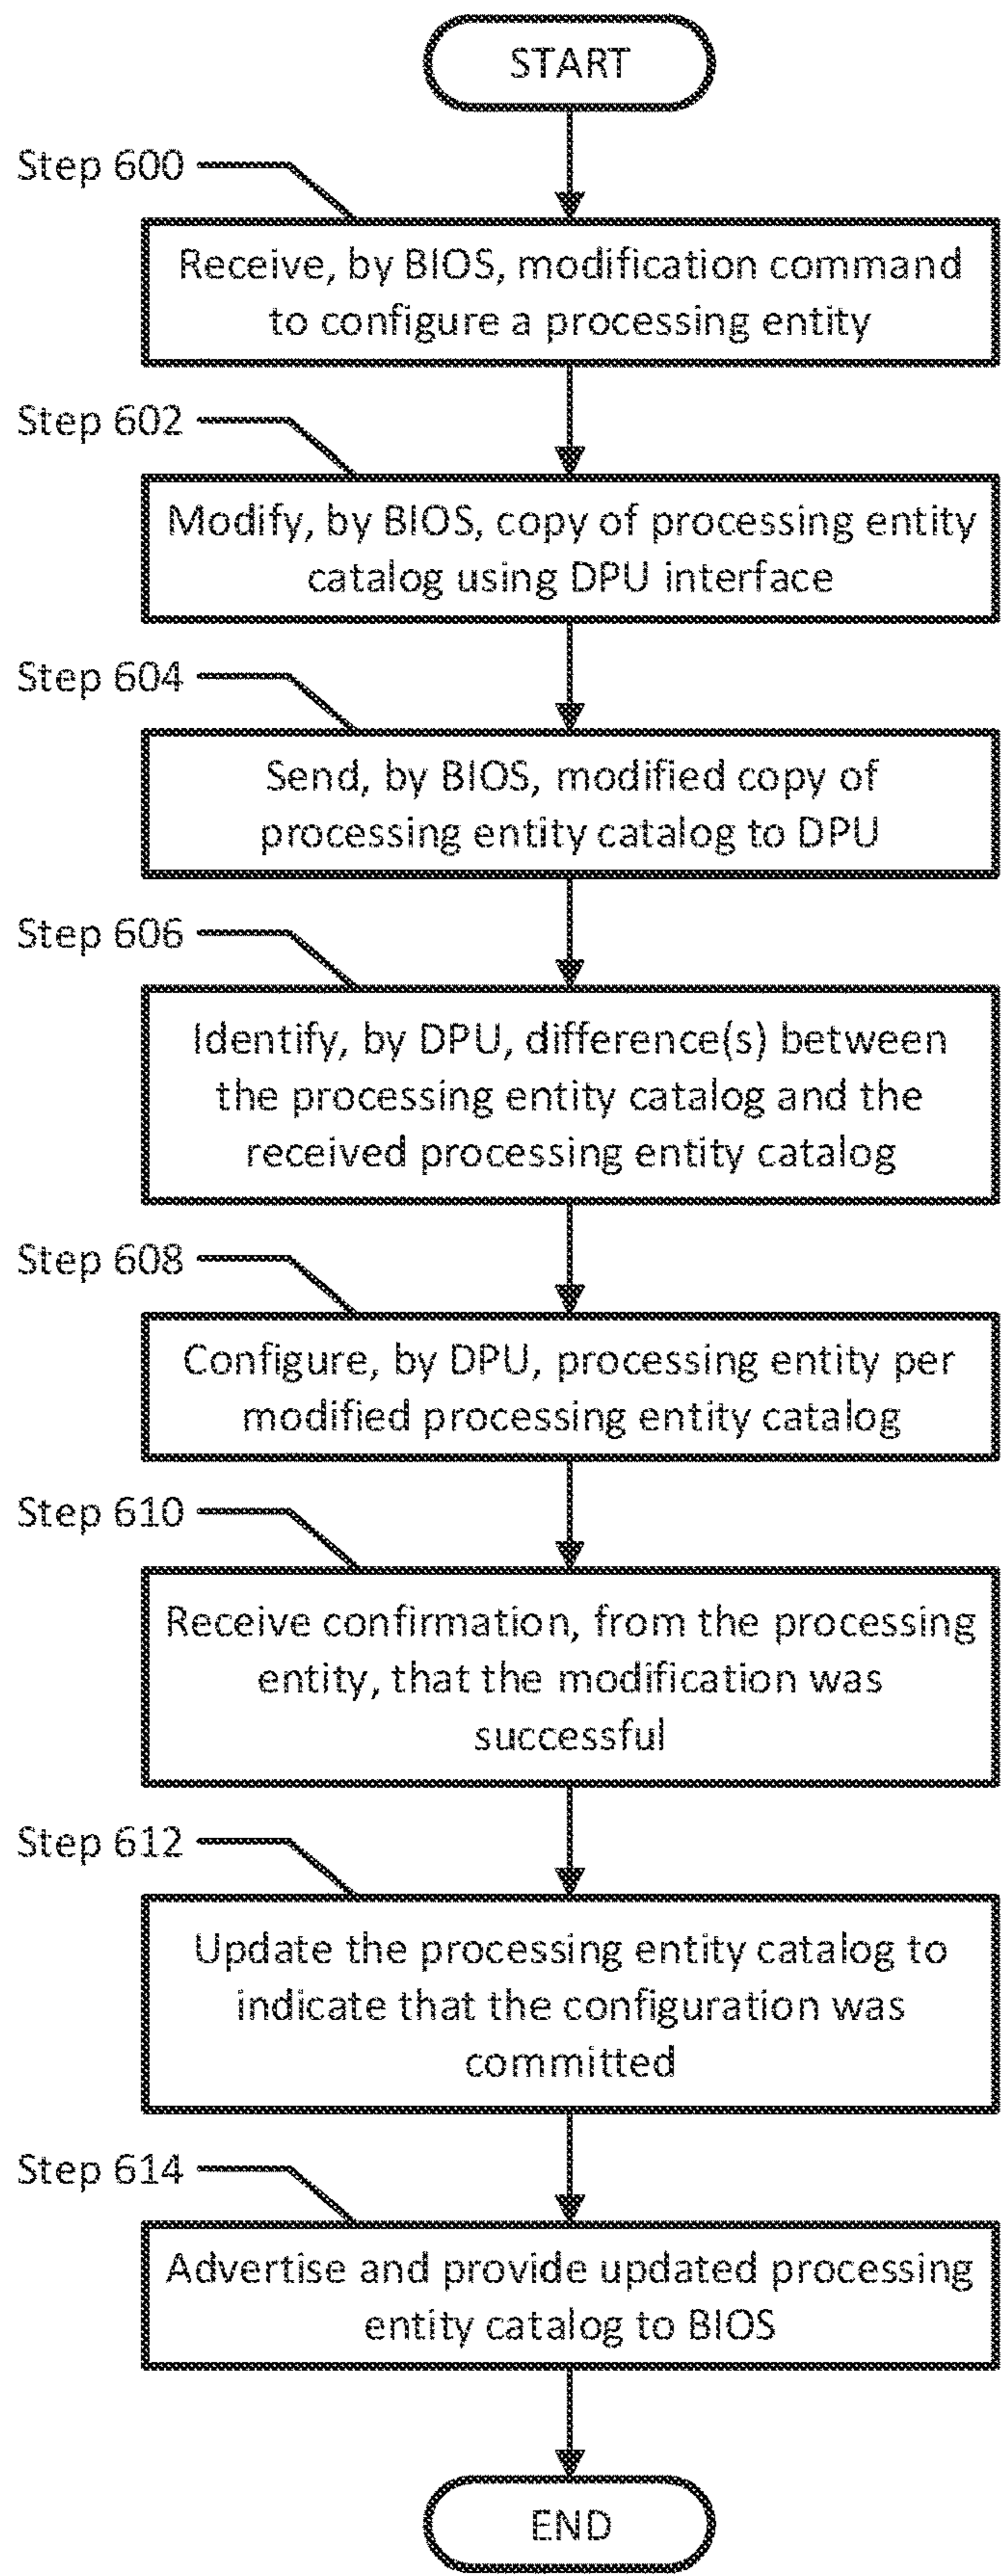 START
Step 600
Receive, by BIOS, modification command
to configure a processing entity
Step 602
Modify, by BIOS, copy of processing entity
catalog using DPU interface
Step 604
Send, by BIOS, modified copy of
processing entity catalog to DPU
Step 606
Identify, by DPU, difference(s) between
the processing entity catalog and the
received processing entity catalog
Step 608
Configure, by DPU, processing entity per
modified processing entity catalog
Step 610
Receive confirmation, from the processing
entity, that the modification was
successful
Step 612
Update the processing entity catalog to
indicate that the configuration was
committed
Step 614
Advertise and provide updated processing
entity catalog to BIOS
END